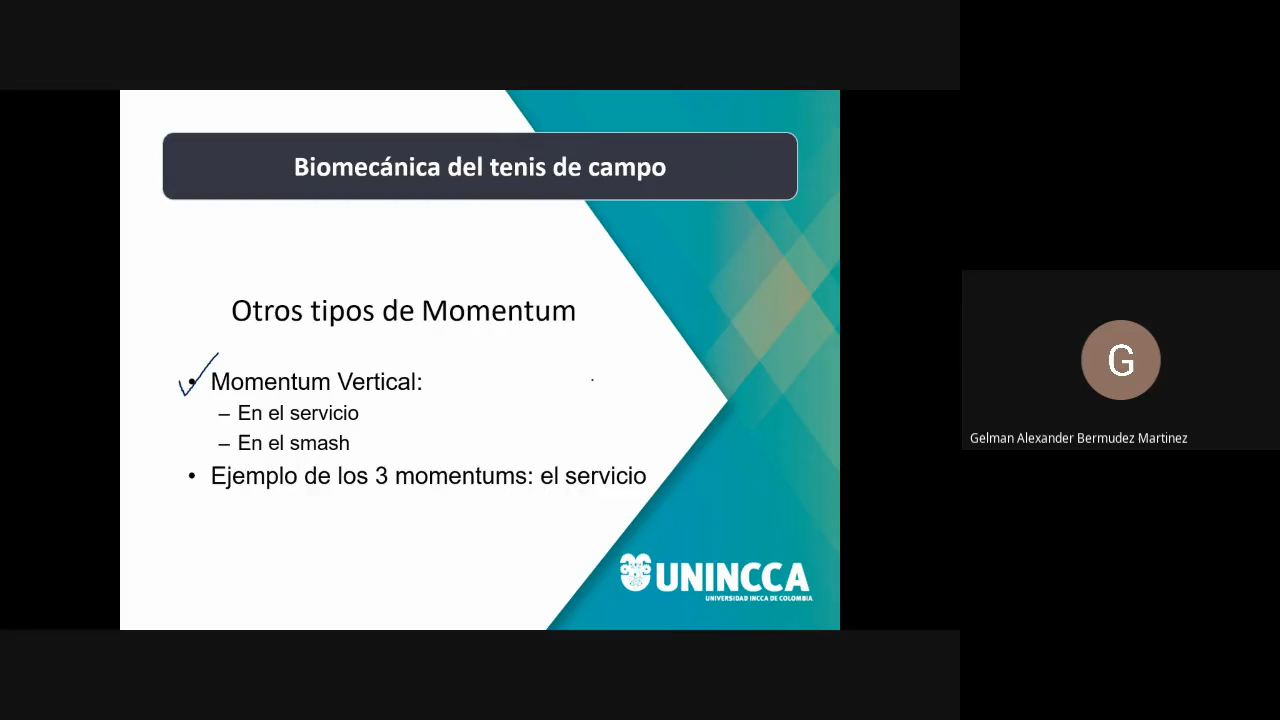 Biomecánica del tenis de campo
Otros tipos de Momentum
• Momentum Vertical:
– En el servicio
– En el smash
• Ejemplo de los 3 momentums: el servicio
UNINCCA
UNIVERSIDAD INCCA DE COLOMBIA
G
Gelman Alexander Bermudez Martinez